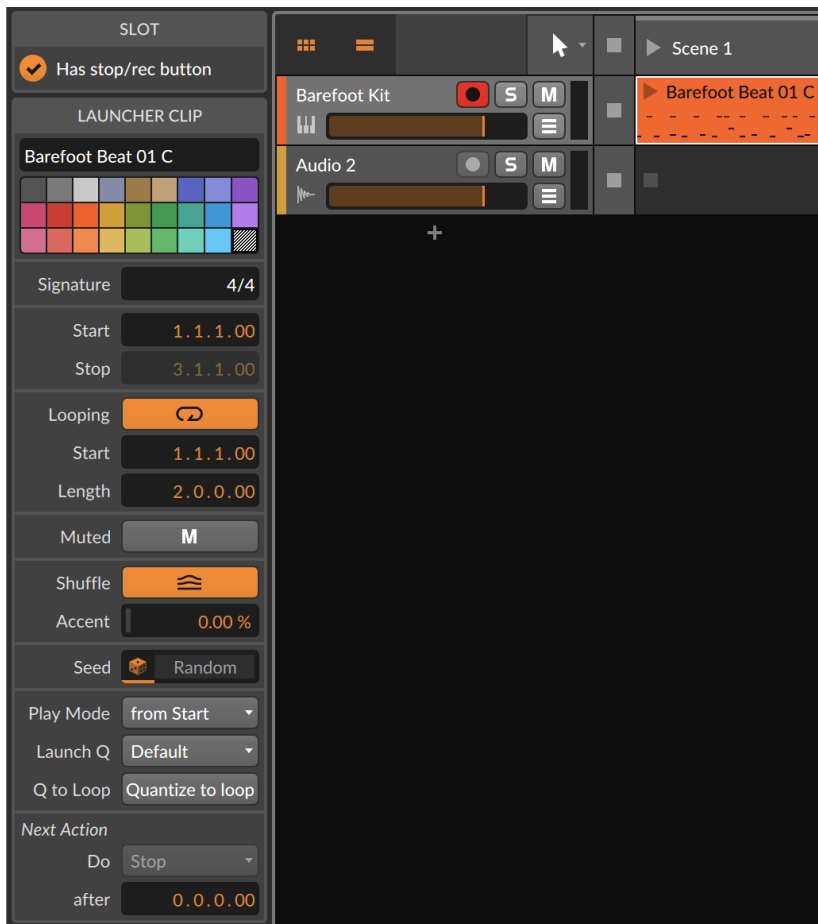 SLOT
Has stop/rec button
LAUNCHER CLIP
Barefoot Beat 01 C
Signature 4/4
Start 1.1.1.00
Stop 3.1.1.00
Looping
Start 1.1.1.00
Length 2.0.0.00
Muted M
Shuffle
Accent 0.00 %
Seed Random
Play Mode from Start
Launch Q Default
Q to Loop Quantize to loop
Next Action
Do Stop
after 0.0.0.00
Scene 1
Barefoot Kit S M
Barefoot Beat 01 C
Audio 2 S M